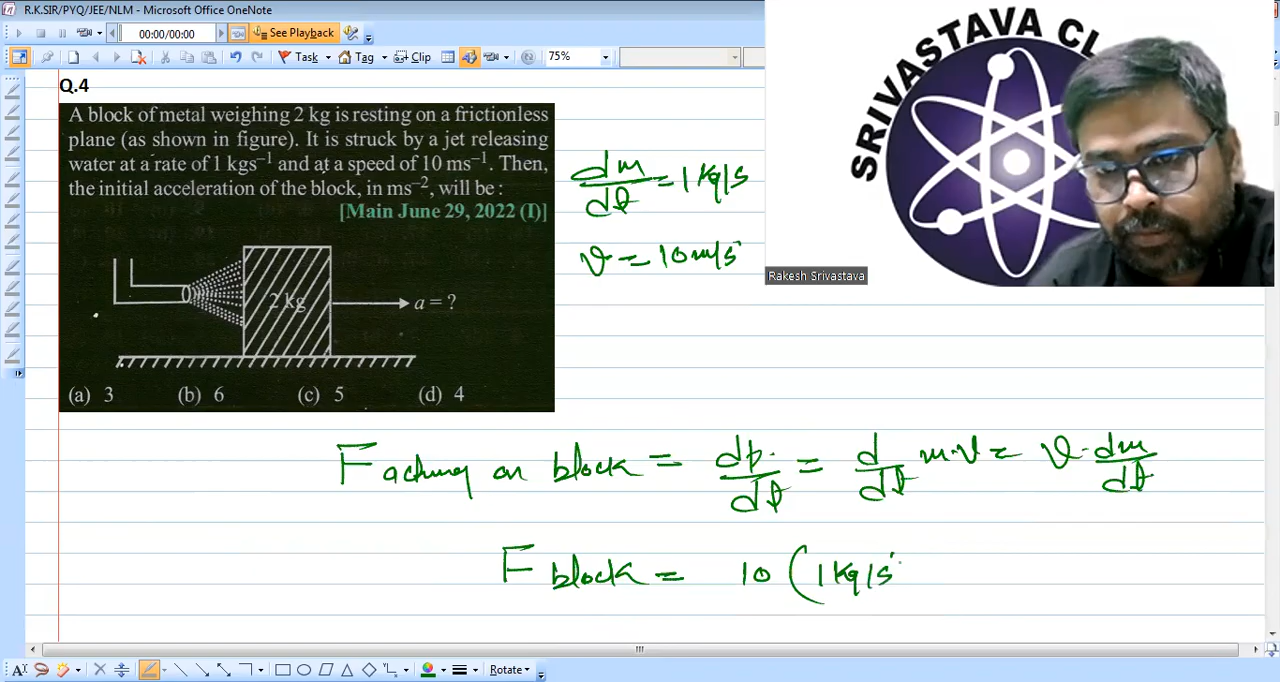 R.K.SIR/PYQ/JEE/NLM - Microsoft Office OneNote
00:00/00:00 See Playback
Task Tag Clip 75%
Q.4
A block of metal weighing 2 kg is resting on a frictionless
plane (as shown in figure). It is struck by a jet releasing
water at a rate of 1 kgs⁻¹ and at a speed of 10 ms⁻¹. Then,
the initial acceleration of the block, in ms⁻², will be :
[Main June 29, 2022 (I)]
2 kg
a = ?
(a) 3 (b) 6 (c) 5 (d) 4
dm/dt = 1 kg/s
v = 10 m/s
SRIVASTAVA CL
Rakesh Srivastava
F acting on block = dp/dt = d/dt m·v = v·dm/dt
F block = 10 (1 kg/s
Rotate